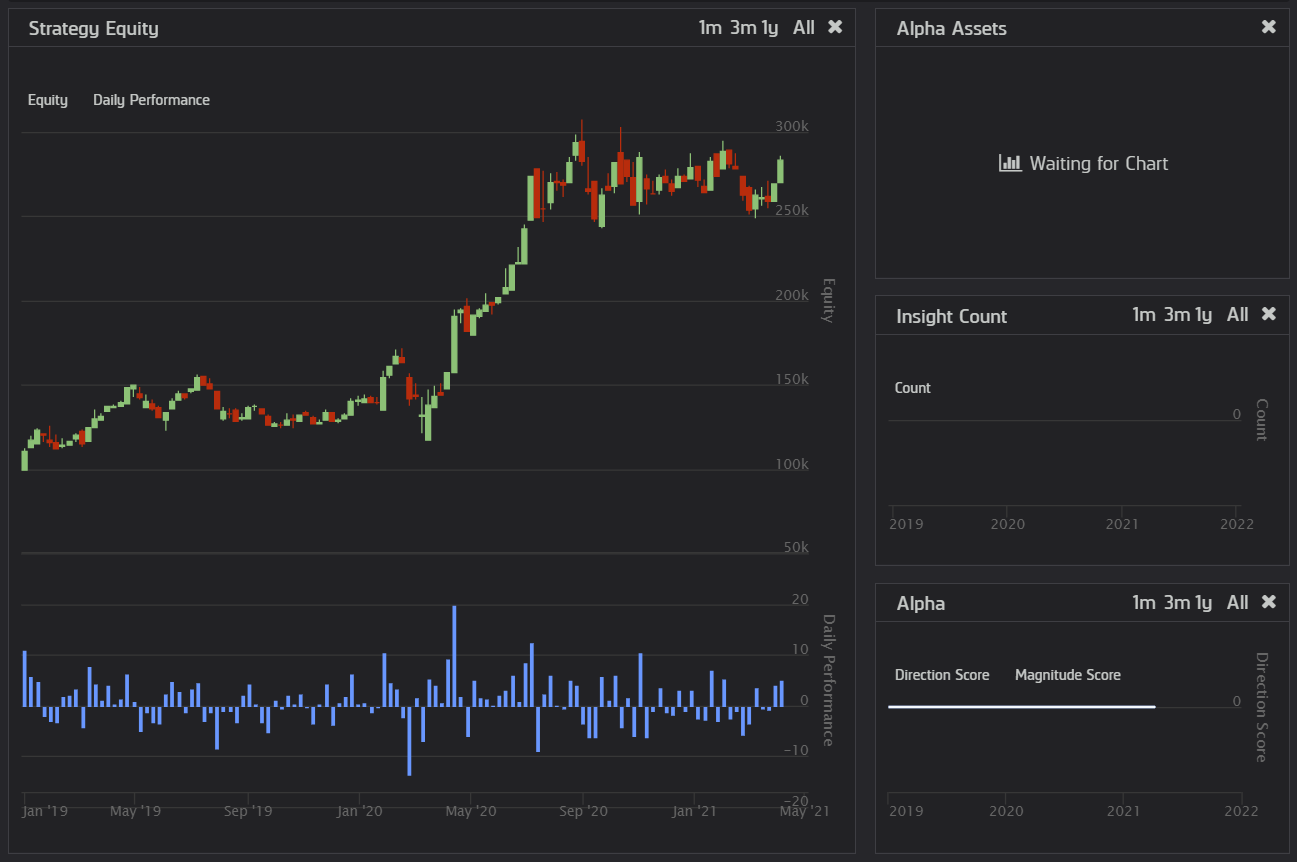 Strategy Equity 1m 3m 1y All ✖
Equity Daily Performance
300k
250k
200k
150k
100k
50k
Equity
20
10
0
-10
-20
Daily Performance
Jan '19 May '19 Sep '19 Jan '20 May '20 Sep '20 Jan '21 May '21
Alpha Assets ✖
Waiting for Chart
Insight Count 1m 3m 1y All ✖
Count
0
Count
2019 2020 2021 2022
Alpha 1m 3m 1y All ✖
Direction Score Magnitude Score
0
Direction Score
2019 2020 2021 2022